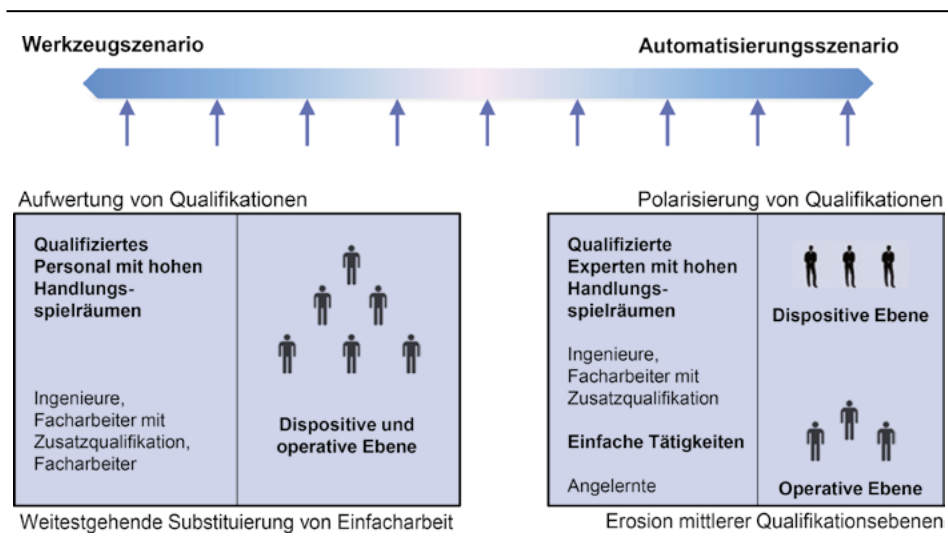 Werkzeugszenario
Automatisierungsszenario
Aufwertung von Qualifikationen
Qualifiziertes
Personal mit hohen
Handlungs-
spielräumen
Ingenieure,
Facharbeiter mit
Zusatzqualifikation,
Facharbeiter
Dispositive und
operative Ebene
Weitestgehende Substituierung von Einfacharbeit
Polarisierung von Qualifikationen
Qualifizierte
Experten mit hohen
Handlungs-
spielräumen
Ingenieure,
Facharbeiter mit
Zusatzqualifikation
Einfache Tätigkeiten
Angelernte
Dispositive Ebene
Operative Ebene
Erosion mittlerer Qualifikationsebenen